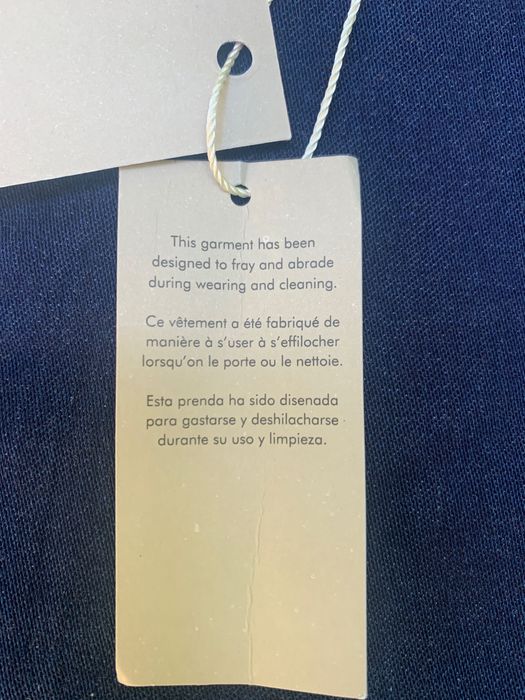 This garment has been
designed to fray and abrade
during wearing and cleaning.
Ce vêtement a été fabriqué de
manière à s'user à s'effilocher
lorsqu'on le porte ou le nettoie.
Esta prenda ha sido disenada
para gastarse y deshilacharse
durante su uso y limpieza.